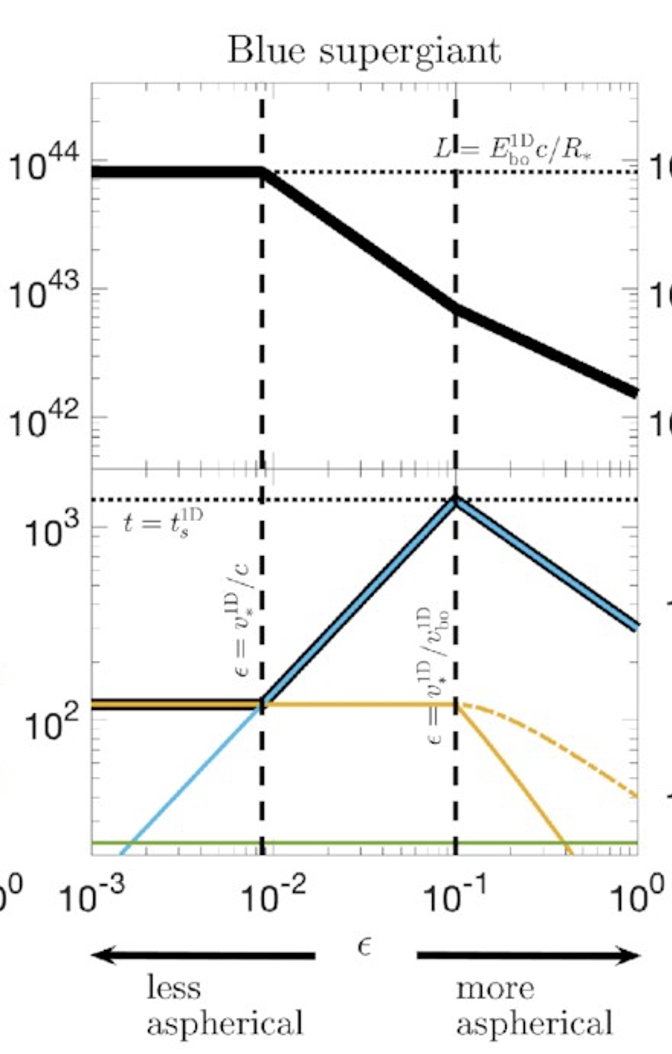 Blue supergiant
10^44
L = E_bo^1D c/R_*
10^43
10^42
t = t_s^1D
10^3
ϵ = v_*^1D/c
ϵ = v_*^1D/v_bo^1D
10^2
10^-3 10^-2 10^-1 10^0
ϵ
less more
aspherical aspherical